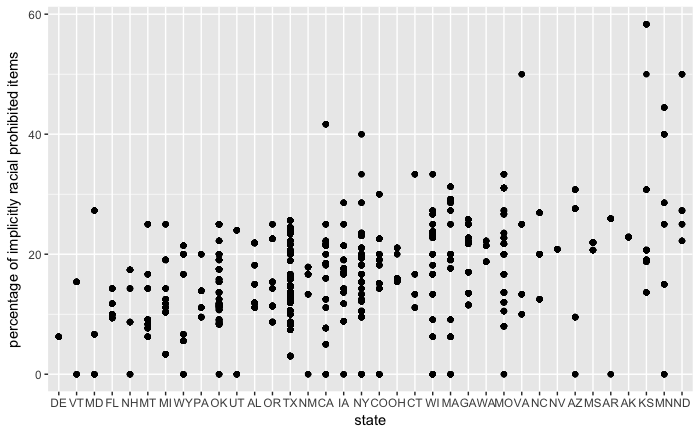 60
40
20
0
percentage of implicitly racial prohibited items
DE VT MD FL NH MT MI WY PA OK UT AL OR TX NM CA IA NY CO OH CT WI MA GA WA MO VA NC NV AZ MS AR AK KS MN ND
state